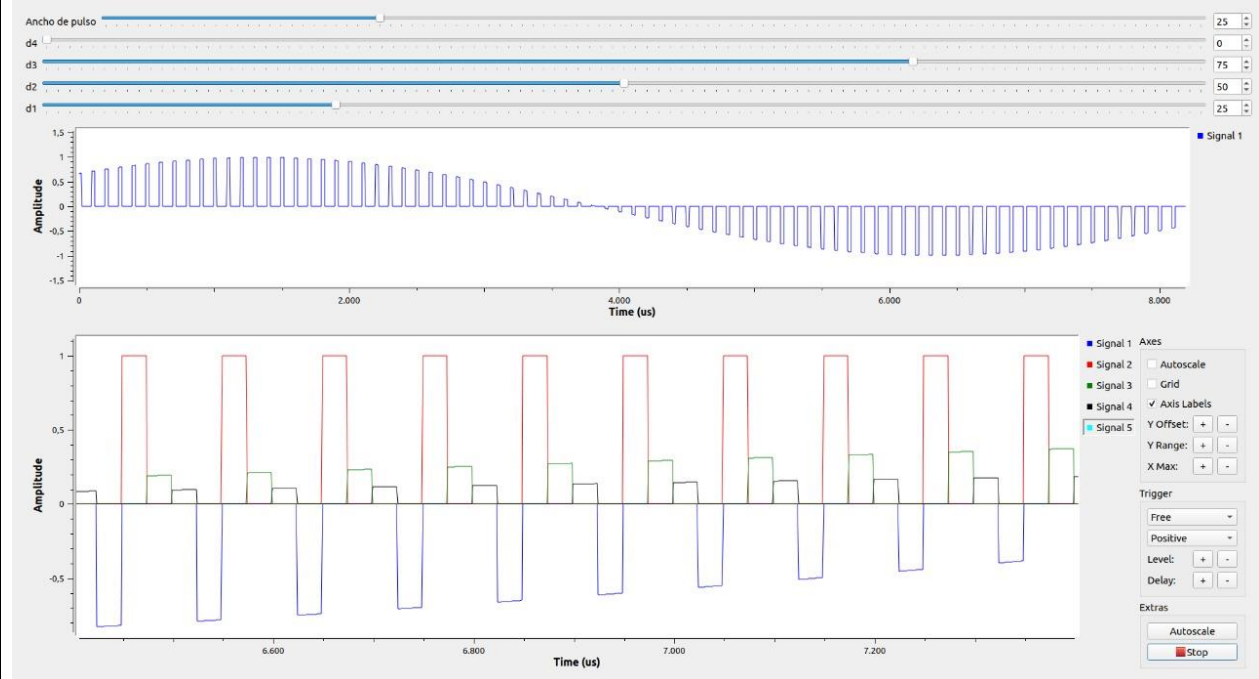 Ancho de pulso 25
d4 0
d3 75
d2 50
d1 25
1,5
1
0,5
0
-0,5
-1
-1,5
Amplitude
0 2.000 4.000 6.000 8.000
Time (us)
Signal 1
1
0,5
0
-0,5
Amplitude
6.600 6.800 7.000 7.200
Time (us)
Signal 1
Signal 2
Signal 3
Signal 4
Signal 5
Axes
Autoscale
Grid
Axis Labels
Y Offset: + -
Y Range: + -
X Max: + -
Trigger
Free
Positive
Level: + -
Delay: + -
Extras
Autoscale
Stop